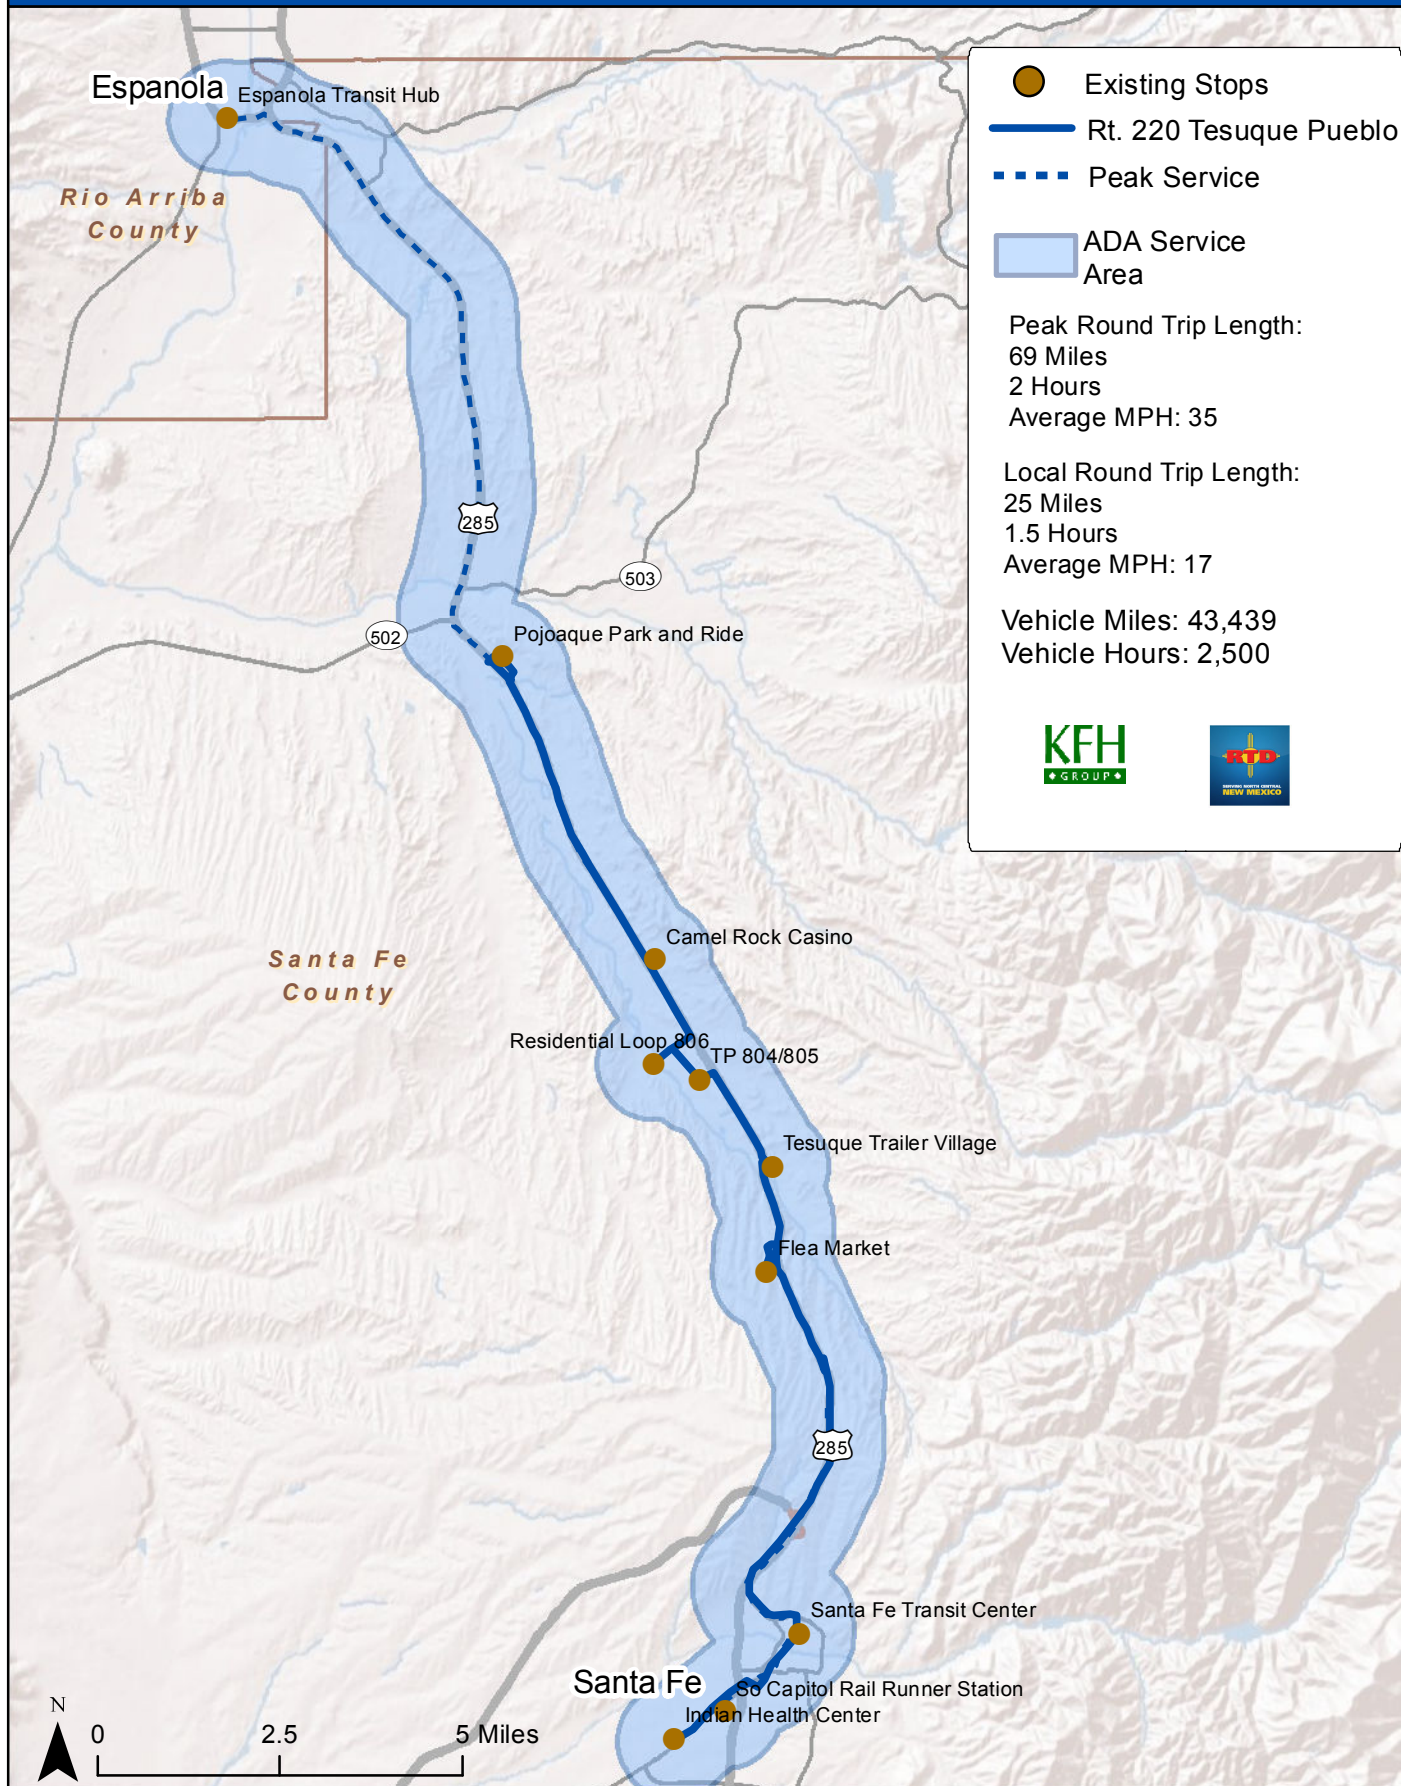 Espanola
Espanola Transit Hub
Rio Arriba
County
285
503
502
Pojoaque Park and Ride
Camel Rock Casino
Santa Fe
County
Residential Loop 806
TP 804/805
Tesuque Trailer Village
Flea Market
285
Santa Fe Transit Center
Santa Fe
So Capitol Rail Runner Station
Indian Health Center
N
0 2.5 5 Miles
Existing Stops
Rt. 220 Tesuque Pueblo
Peak Service
ADA Service
Area
Peak Round Trip Length:
69 Miles
2 Hours
Average MPH: 35
Local Round Trip Length:
25 Miles
1.5 Hours
Average MPH: 17
Vehicle Miles: 43,439
Vehicle Hours: 2,500
KFH
GROUP
RTD
SERVING NORTH CENTRAL
NEW MEXICO